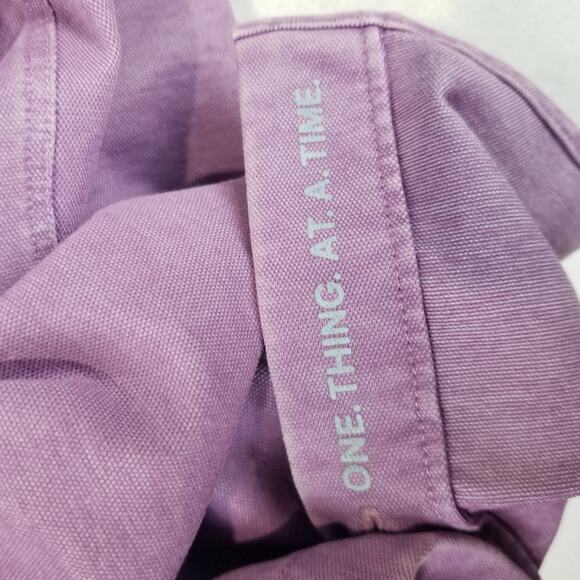 ONE. THING. AT. A. TIME.